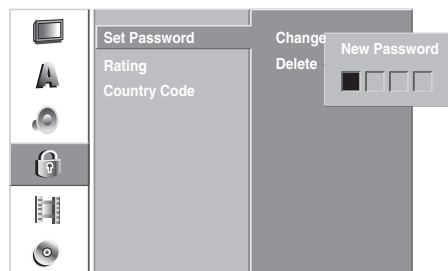 Set Password
Rating
Country Code
Change
Delete
New Password